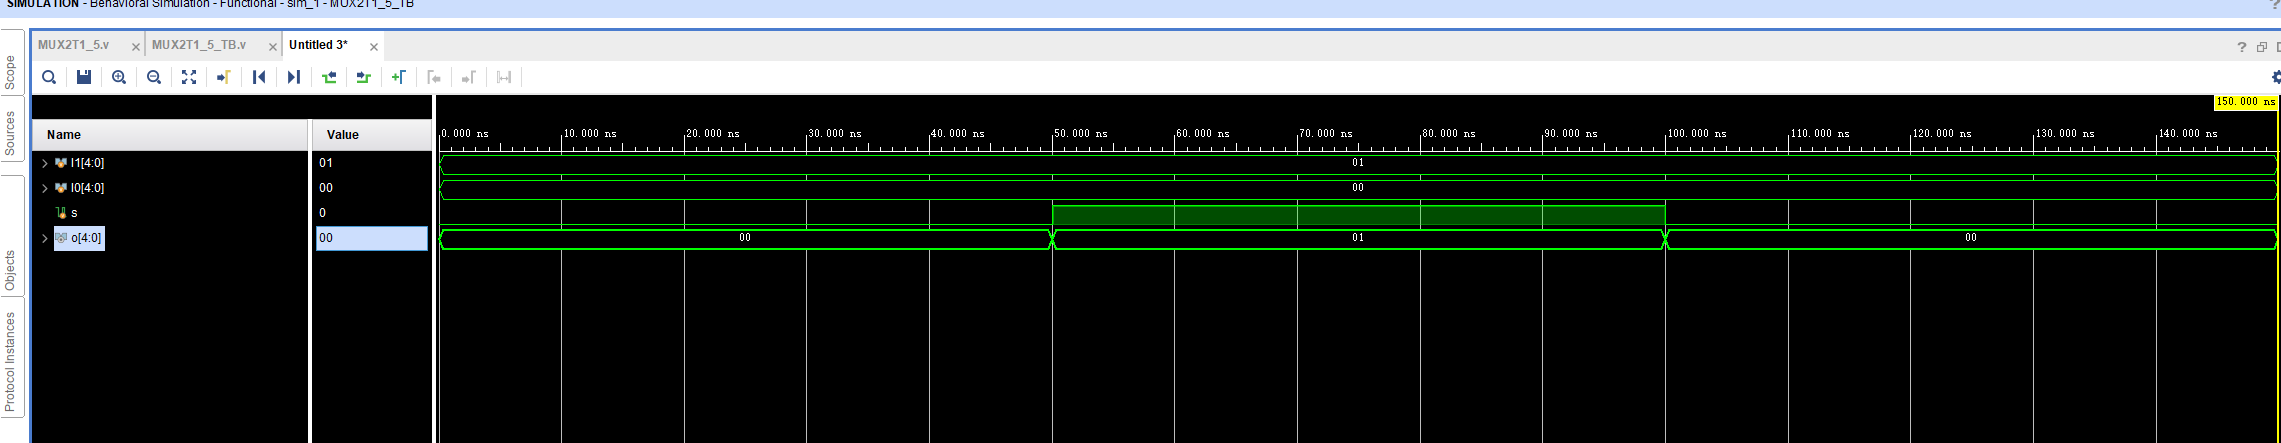 SIMULATION - Behavioral Simulation - Functional - sim_1 - MUX2T1_5_TB
?
Scope
Sources
Objects
Protocol Instances
MUX2T1_5.v
MUX2T1_5_TB.v
Untitled 3*
?
150.000 ns
Name Value
0.000 ns 10.000 ns 20.000 ns 30.000 ns 40.000 ns 50.000 ns 60.000 ns 70.000 ns 80.000 ns 90.000 ns 100.000 ns 110.000 ns 120.000 ns 130.000 ns 140.000 ns
I1[4:0] 01 01
I0[4:0] 00 00
s 0
o[4:0] 00 00 01 00